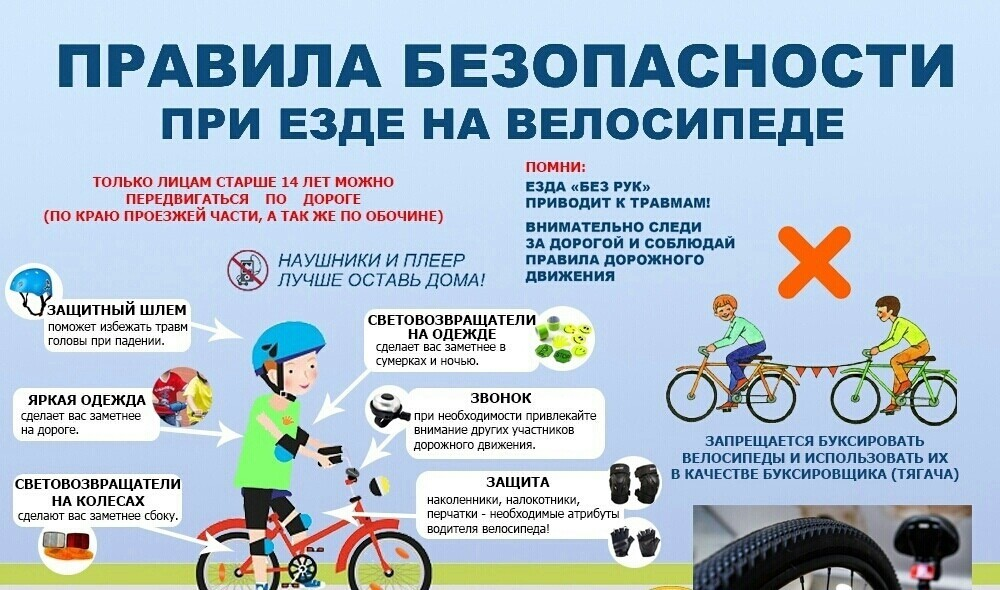 ПРАВИЛА БЕЗОПАСНОСТИ
ПРИ ЕЗДЕ НА ВЕЛОСИПЕДЕ
ТОЛЬКО ЛИЦАМ СТАРШЕ 14 ЛЕТ МОЖНО
ПЕРЕДВИГАТЬСЯ ПО ДОРОГЕ
(ПО КРАЮ ПРОЕЗЖЕЙ ЧАСТИ, А ТАК ЖЕ ПО ОБОЧИНЕ)
ПОМНИ:
ЕЗДА «БЕЗ РУК»
ПРИВОДИТ К ТРАВМАМ!
ВНИМАТЕЛЬНО СЛЕДИ
ЗА ДОРОГОЙ И СОБЛЮДАЙ
ПРАВИЛА ДОРОЖНОГО
ДВИЖЕНИЯ
НАУШНИКИ И ПЛЕЕР
ЛУЧШЕ ОСТАВЬ ДОМА!
ЗАЩИТНЫЙ ШЛЕМ
поможет избежать травм
головы при падении.
СВЕТОВОЗВРАЩАТЕЛИ
НА ОДЕЖДЕ
сделает вас заметнее в
сумерках и ночью.
ЯРКАЯ ОДЕЖДА
сделает вас заметнее
на дороге.
ЗВОНОК
при необходимости привлекайте
внимание других участников
дорожного движения.
СВЕТОВОЗВРАЩАТЕЛИ
НА КОЛЕСАХ
сделают вас заметнее сбоку.
ЗАЩИТА
наколенники, налокотники,
перчатки - необходимые атрибуты
водителя велосипеда!
ЗАПРЕЩАЕТСЯ БУКСИРОВАТЬ
ВЕЛОСИПЕДЫ И ИСПОЛЬЗОВАТЬ ИХ
В КАЧЕСТВЕ БУКСИРОВЩИКА (ТЯГАЧА)